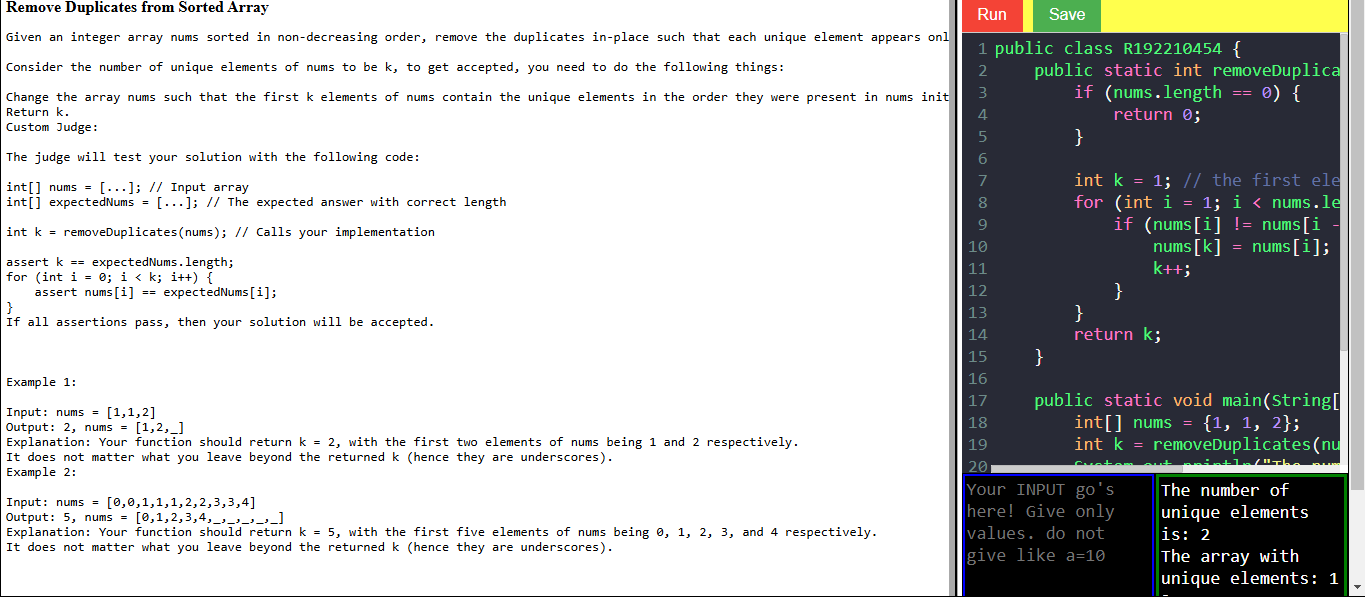 Remove Duplicates from Sorted Array
Given an integer array nums sorted in non-decreasing order, remove the duplicates in-place such that each unique element appears onl
Consider the number of unique elements of nums to be k, to get accepted, you need to do the following things:
Change the array nums such that the first k elements of nums contain the unique elements in the order they were present in nums init
Return k.
Custom Judge:
The judge will test your solution with the following code:
int[] nums = [...]; // Input array
int[] expectedNums = [...]; // The expected answer with correct length
int k = removeDuplicates(nums); // Calls your implementation
assert k == expectedNums.length;
for (int i = 0; i < k; i++) {
    assert nums[i] == expectedNums[i];
}
If all assertions pass, then your solution will be accepted.
Example 1:
Input: nums = [1,1,2]
Output: 2, nums = [1,2,_]
Explanation: Your function should return k = 2, with the first two elements of nums being 1 and 2 respectively.
It does not matter what you leave beyond the returned k (hence they are underscores).
Example 2:
Input: nums = [0,0,1,1,1,2,2,3,3,4]
Output: 5, nums = [0,1,2,3,4,_,_,_,_,_]
Explanation: Your function should return k = 5, with the first five elements of nums being 0, 1, 2, 3, and 4 respectively.
It does not matter what you leave beyond the returned k (hence they are underscores).
Run Save
1 public class R192210454 {
2     public static int removeDuplica
3         if (nums.length == 0) {
4             return 0;
5         }
6
7         int k = 1; // the first ele
8         for (int i = 1; i < nums.le
9             if (nums[i] != nums[i -
10                 nums[k] = nums[i];
11                 k++;
12             }
13         }
14         return k;
15     }
16
17     public static void main(String[
18         int[] nums = {1, 1, 2};
19         int k = removeDuplicates(nu
20         System.out.println("The num
Your INPUT go's
here! Give only
values. do not
give like a=10
The number of
unique elements
is: 2
The array with
unique elements: 1